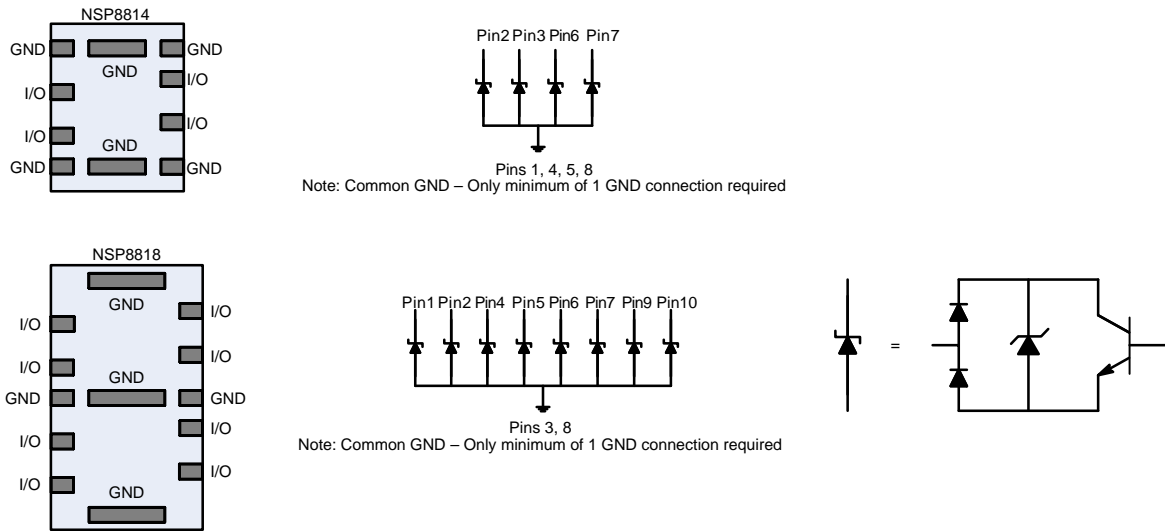 NSP8814
GND
GND
GND
I/O
I/O
I/O
I/O
GND
GND
GND
Pin2 Pin3 Pin6 Pin7
Pins 1, 4, 5, 8
Note: Common GND – Only minimum of 1 GND connection required
NSP8818
GND
I/O
I/O
I/O
I/O
GND
GND
GND
I/O
I/O
I/O
I/O
GND
Pin1 Pin2 Pin4 Pin5 Pin6 Pin7 Pin9 Pin10
Pins 3, 8
Note: Common GND – Only minimum of 1 GND connection required
=